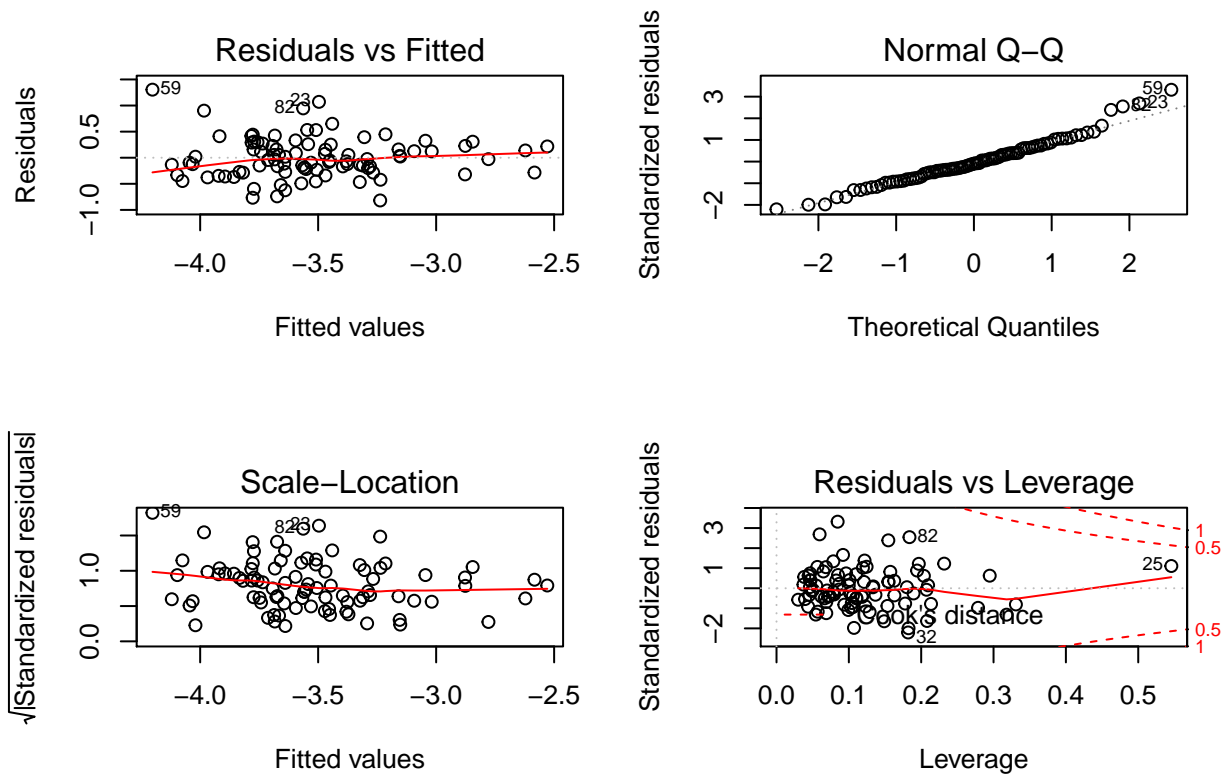 Residuals vs Fitted
Residuals
−1.0
0.5
59
82
23
−4.0 −3.5 −3.0 −2.5
Fitted values
Normal Q−Q
Standardized residuals
−2
1
3
59
23
82
−2 −1 0 1 2
Theoretical Quantiles
Scale−Location
√|Standardized residuals|
0.0
1.0
59
82
23
−4.0 −3.5 −3.0 −2.5
Fitted values
Residuals vs Leverage
Standardized residuals
−2
1
3
82
25
32
Cook's distance
1
0.5
0.5
1
0.0 0.1 0.2 0.3 0.4 0.5
Leverage